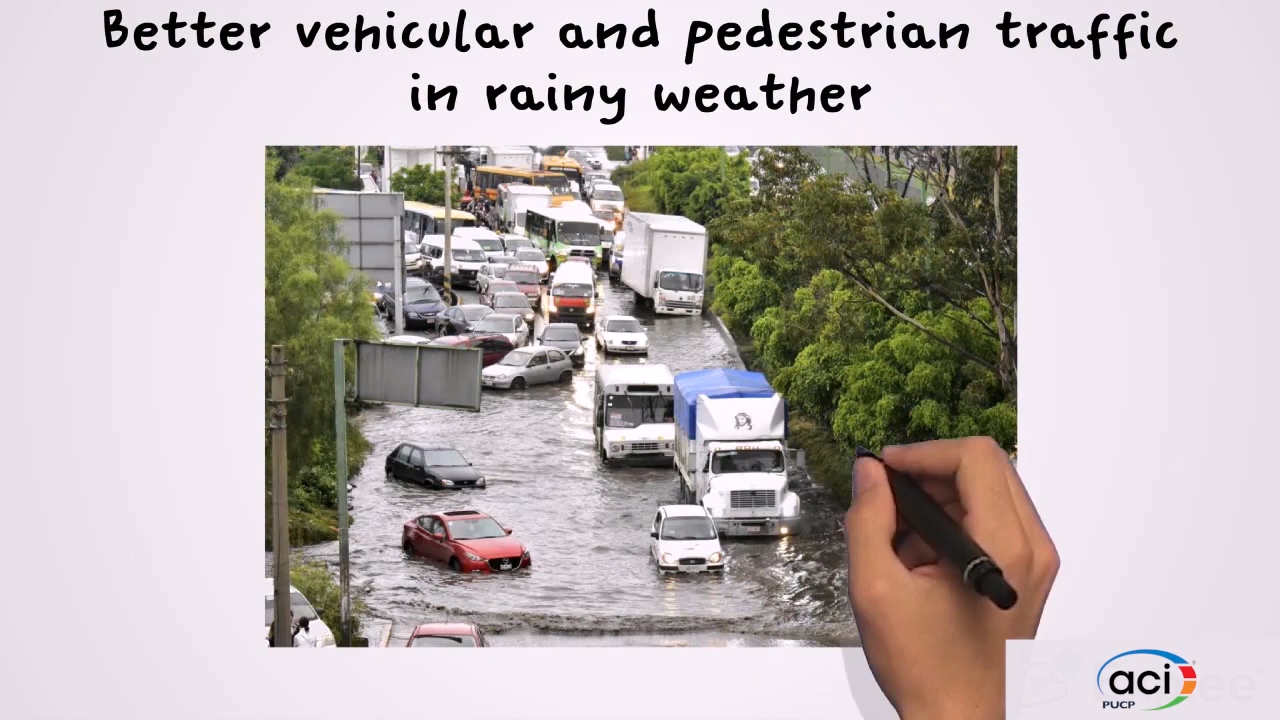 Better vehicular and pedestrian traffic
in rainy weather
aci
PUCP